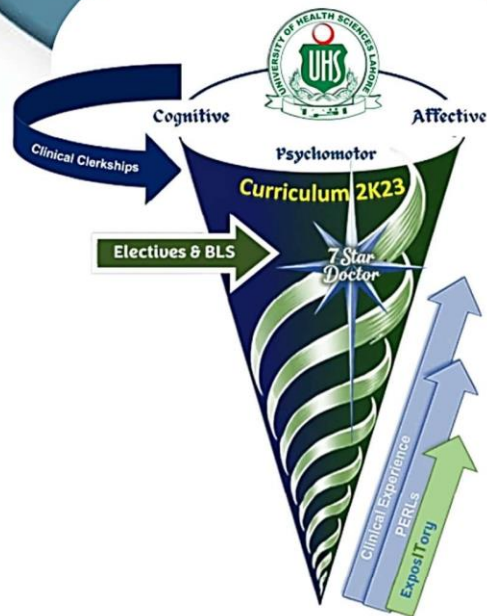 UNIVERSITY OF HEALTH SCIENCES LAHORE
UHS
Cognitive
Affective
Psychomotor
Clinical Clerkships
Curriculum 2K23
Electives & BLS
7 Star
Doctor
Clinical Experience
PERLs
ExposITory